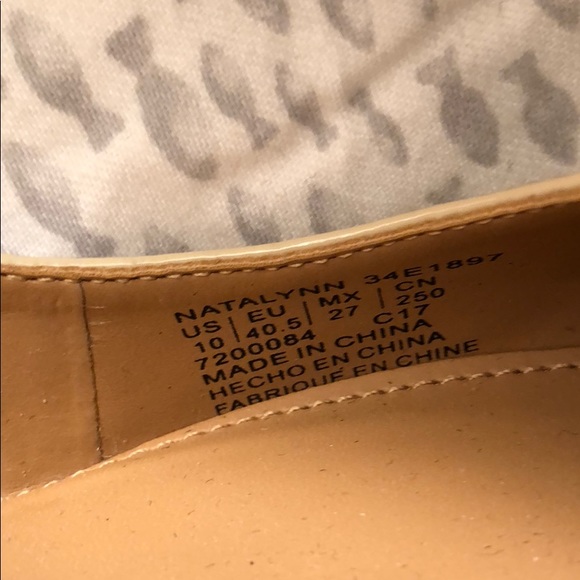 NATALYNN 34E1897
US | EU | MX | CN
10 | 40.5 | 27 | 250
7200084 C17
MADE IN CHINA
HECHO EN CHINA
FABRIQUE EN CHINE